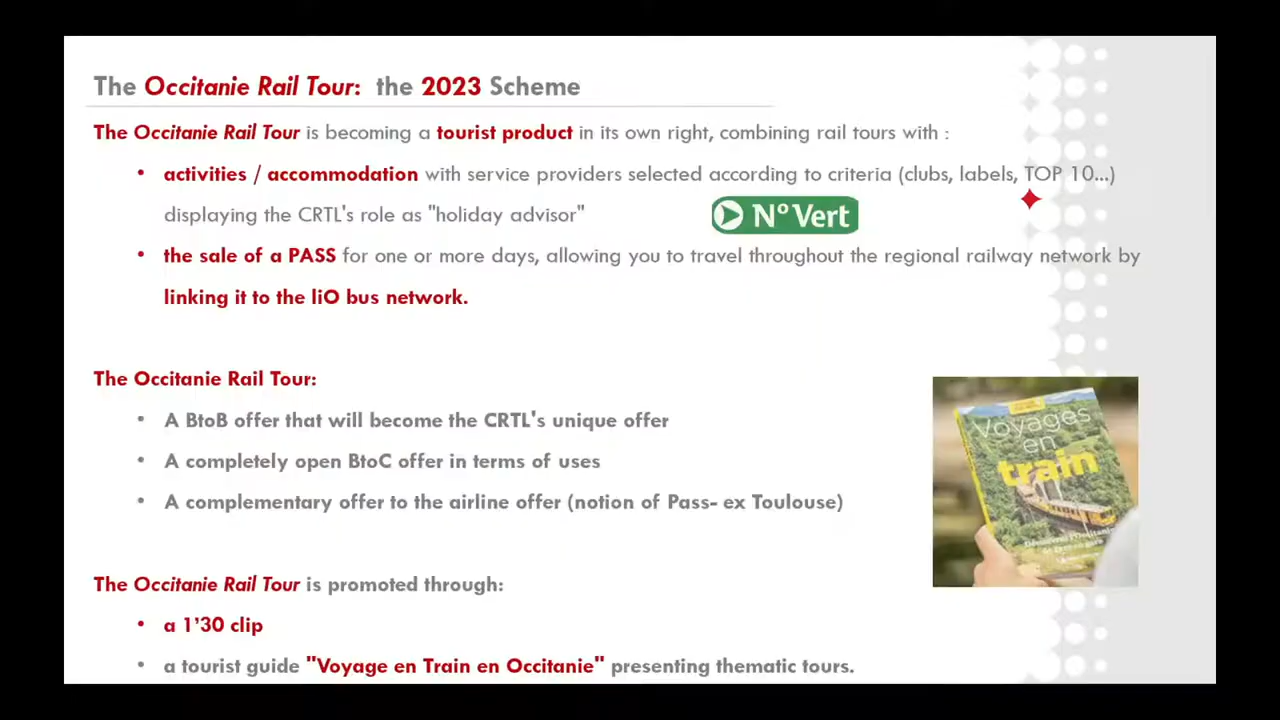 The Occitanie Rail Tour: the 2023 Scheme
The Occitanie Rail Tour is becoming a tourist product in its own right, combining rail tours with :
• activities / accommodation with service providers selected according to criteria (clubs, labels, TOP 10...)
displaying the CRTL's role as "holiday advisor"
N° Vert
• the sale of a PASS for one or more days, allowing you to travel throughout the regional railway network by
linking it to the liO bus network.
The Occitanie Rail Tour:
• A BtoB offer that will become the CRTL's unique offer
• A completely open BtoC offer in terms of uses
• A complementary offer to the airline offer (notion of Pass- ex Toulouse)
Voyages
en
train
The Occitanie Rail Tour is promoted through:
• a 1'30 clip
• a tourist guide "Voyage en Train en Occitanie" presenting thematic tours.